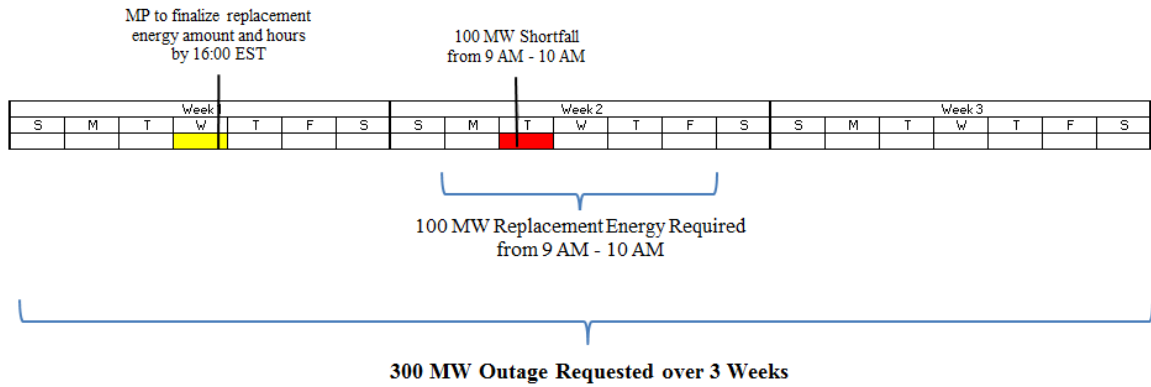 MP to finalize replacement
energy amount and hours
by 16:00 EST
100 MW Shortfall
from 9 AM - 10 AM
Week 1 Week 2 Week 3
S M T W T F S S M T W T F S S M T W T F S
100 MW Replacement Energy Required
from 9 AM - 10 AM
300 MW Outage Requested over 3 Weeks